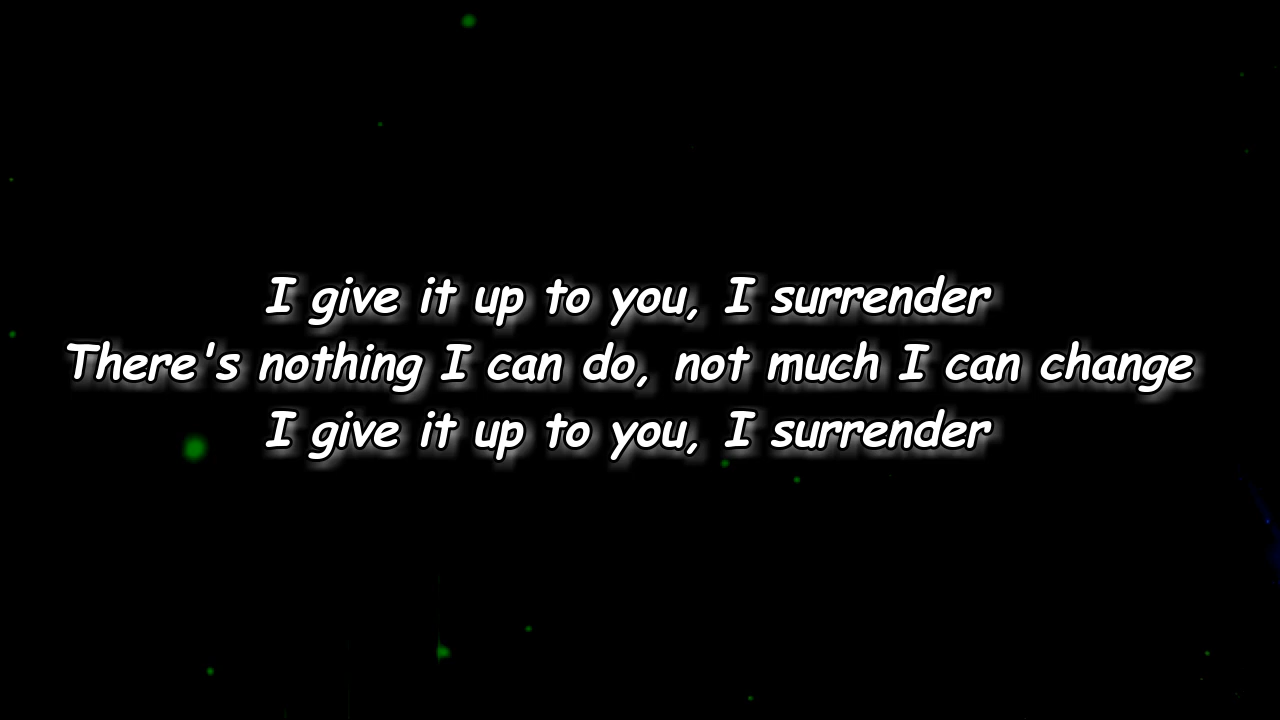 I give it up to you, I surrender
There's nothing I can do, not much I can change
I give it up to you, I surrender